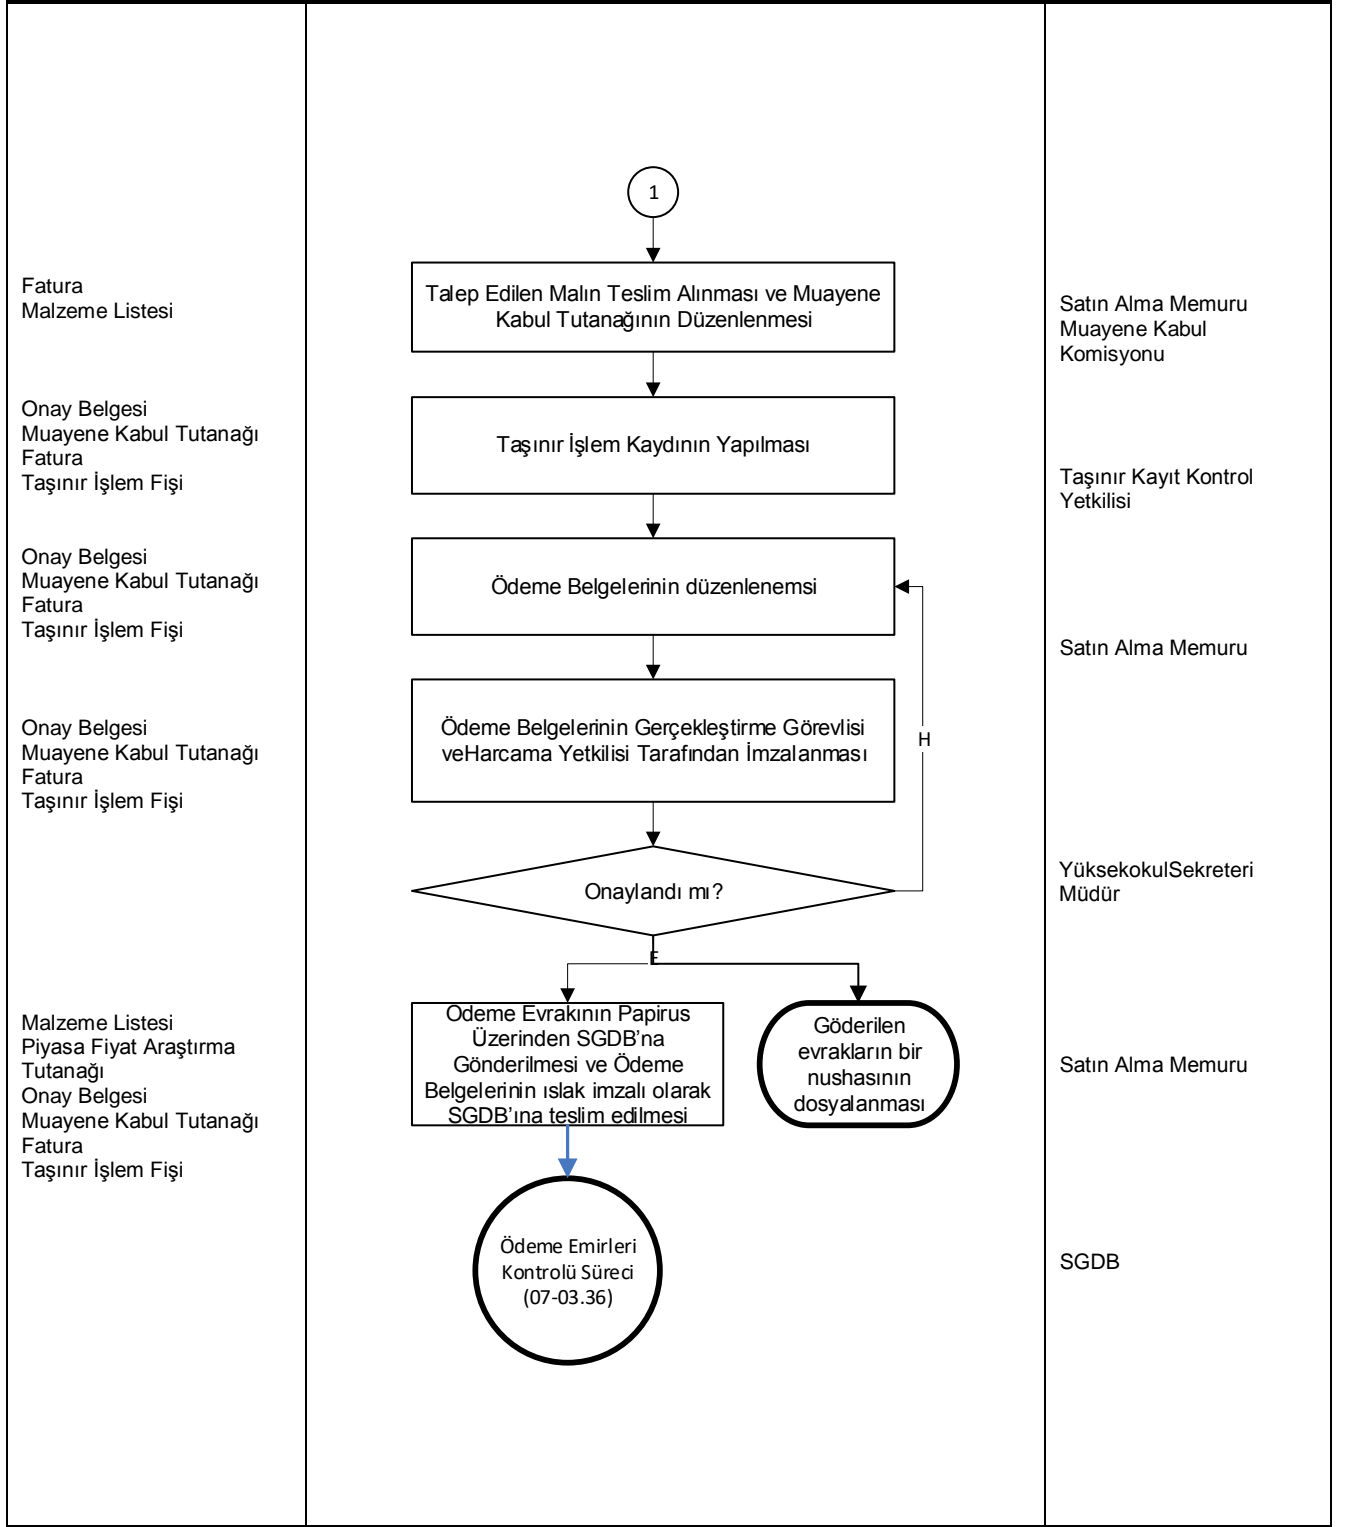 1
Fatura
Malzeme Listesi
Talep Edilen Malın Teslim Alınması ve Muayene
Kabul Tutanağının Düzenlenmesi
Satın Alma Memuru
Muayene Kabul
Komisyonu
Onay Belgesi
Muayene Kabul Tutanağı
Fatura
Taşınır İşlem Fişi
Taşınır İşlem Kaydının Yapılması
Taşınır Kayıt Kontrol
Yetkilisi
Onay Belgesi
Muayene Kabul Tutanağı
Fatura
Taşınır İşlem Fişi
Ödeme Belgelerinin düzenlenemsi
Satın Alma Memuru
Onay Belgesi
Muayene Kabul Tutanağı
Fatura
Taşınır İşlem Fişi
Ödeme Belgelerinin Gerçekleştirme Görevlisi
veHarcama Yetkilisi Tarafından İmzalanması
H
Onaylandı mı?
YüksekokulSekreteri
Müdür
E
Malzeme Listesi
Piyasa Fiyat Araştırma
Tutanağı
Onay Belgesi
Muayene Kabul Tutanağı
Fatura
Taşınır İşlem Fişi
Ödeme Evrakının Papirus
Üzerinden SGDB’na
Gönderilmesi ve Ödeme
Belgelerinin ıslak imzalı olarak
SGDB’ına teslim edilmesi
Göderilen
evrakların bir
nushasının
dosyalanması
Satın Alma Memuru
Ödeme Emirleri
Kontrolü Süreci
(07-03.36)
SGDB